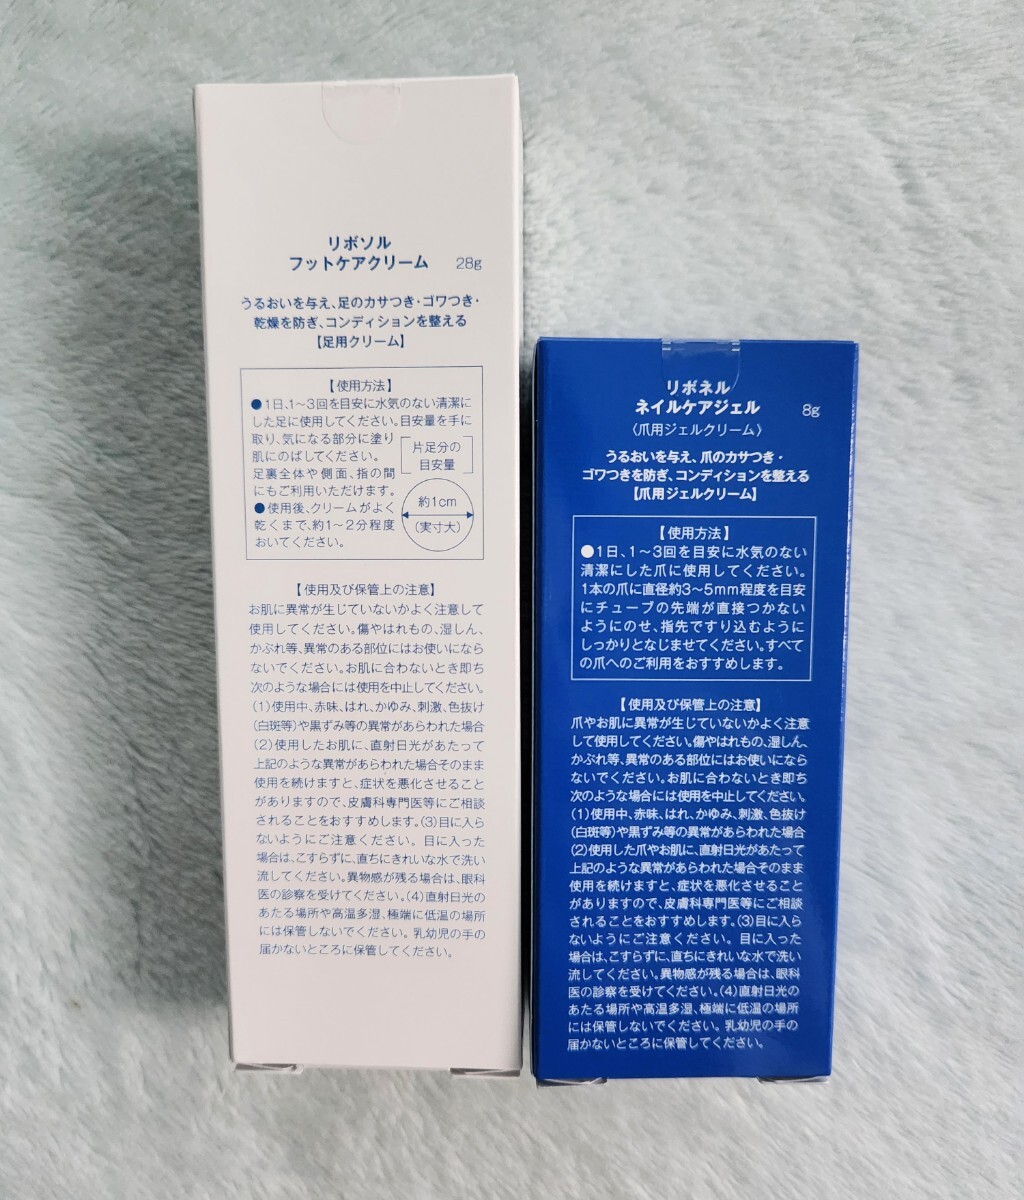 リボソル
フットケアクリーム 28g
うるおいを与え、足のカサつき・ゴワつき・
乾燥を防ぎ、コンディションを整える
【足用クリーム】
【使用方法】
●1日、1～3回を目安に水気のない清潔に
した足に使用してください。目安量を手に
取り、気になる部分に塗り
肌にのばしてください。
足裏全体や側面、指の間
にもご利用いただけます。
●使用後、クリームがよく
乾くまで、約1～2分程度
おいてください。
片足分の
目安量
約1cm
(実寸大)
【使用及び保管上の注意】
お肌に異常が生じていないかよく注意して
使用してください。傷やはれもの、湿しん、
かぶれ等、異常のある部位にはお使いになら
ないでください。お肌に合わないとき即ち
次のような場合には使用を中止してください。
(1)使用中、赤味、はれ、かゆみ、刺激、色抜け
(白斑等)や黒ずみ等の異常があらわれた場合
(2)使用したお肌に、直射日光があたって
上記のような異常があらわれた場合そのまま
使用を続けますと、症状を悪化させること
がありますので、皮膚科専門医等にご相談
されることをおすすめします。(3)目に入ら
ないようにご注意ください。目に入った
場合は、こすらずに、直ちにきれいな水で洗い
流してください。異物感が残る場合は、眼科
医の診察を受けてください。(4)直射日光の
あたる場所や高温多湿、極端に低温の場所
には保管しないでください。乳幼児の手の
届かないところに保管してください。
リボネル
ネイルケアジェル 8g
〈爪用ジェルクリーム〉
うるおいを与え、爪のカサつき・
ゴワつきを防ぎ、コンディションを整える
【爪用ジェルクリーム】
【使用方法】
●1日、1～3回を目安に水気のない
清潔にした爪に使用してください。
1本の爪に直径約3～5mm程度を目安
にチューブの先端が直接つかない
ようにのせ、指先ですり込むように
しっかりとなじませてください。すべて
の爪へのご利用をおすすめします。
【使用及び保管上の注意】
爪やお肌に異常が生じていないかよく注意
して使用してください。傷やはれもの、湿しん、
かぶれ等、異常のある部位にはお使いになら
ないでください。お肌に合わないとき即ち
次のような場合には使用を中止してください。
(1)使用中、赤味、はれ、かゆみ、刺激、色抜け
(白斑等)や黒ずみ等の異常があらわれた場合
(2)使用した爪やお肌に、直射日光があたって
上記のような異常があらわれた場合そのまま
使用を続けますと、症状を悪化させること
がありますので、皮膚科専門医等にご相談
されることをおすすめします。(3)目に入ら
ないようにご注意ください。目に入った
場合は、こすらずに、直ちにきれいな水で洗い
流してください。異物感が残る場合は、眼科
医の診察を受けてください。(4)直射日光の
あたる場所や高温多湿、極端に低温の場所
には保管しないでください。乳幼児の手の
届かないところに保管してください。